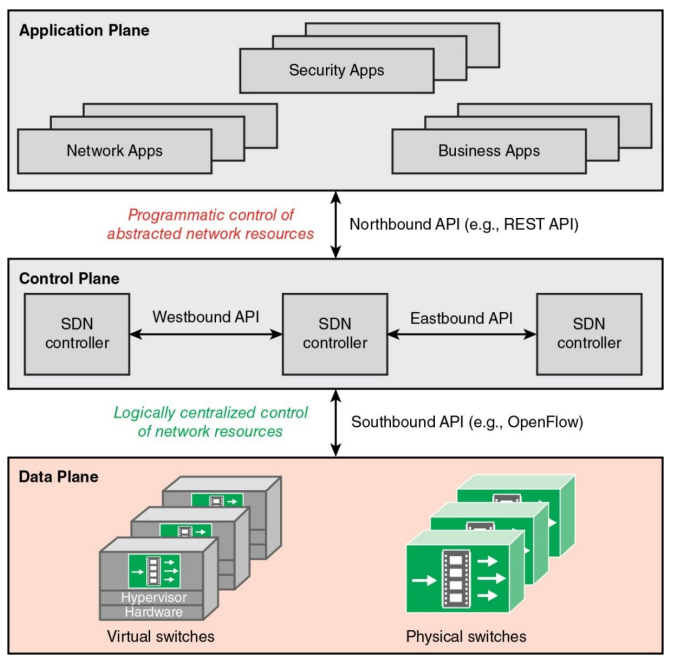 Application Plane
Security Apps
Network Apps
Business Apps
Programmatic control of
abstracted network resources
Northbound API (e.g., REST API)
Control Plane
SDN
controller
Westbound API
SDN
controller
Eastbound API
SDN
controller
Logically centralized control
of network resources
Southbound API (e.g., OpenFlow)
Data Plane
Hypervisor
Hardware
Virtual switches
Physical switches